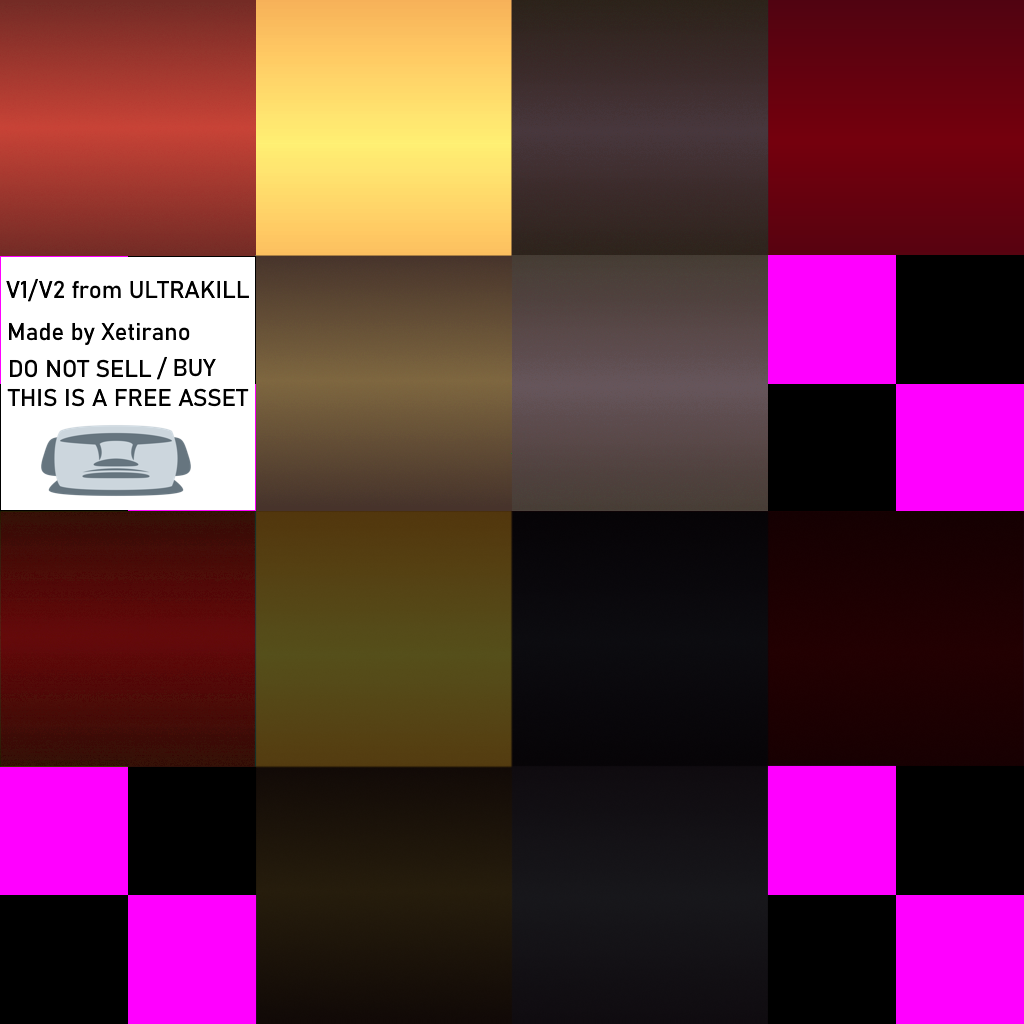 V1/V2 from ULTRAKILL
Made by Xetirano
DO NOT SELL / BUY
THIS IS A FREE ASSET